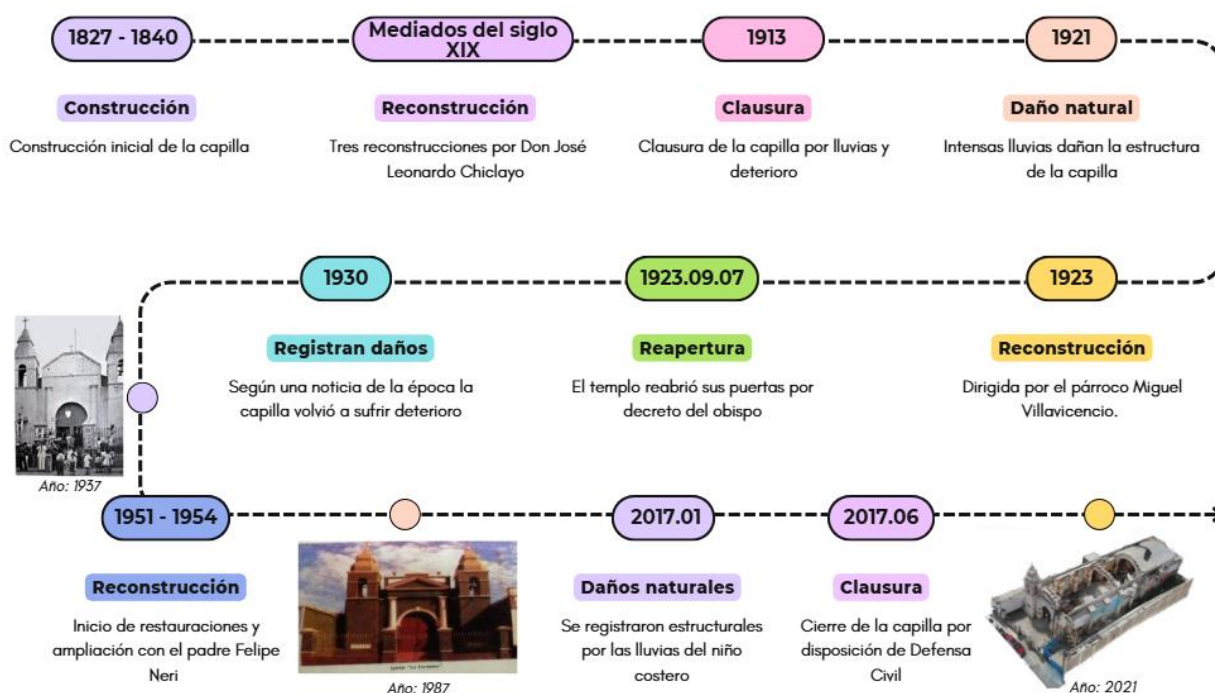 1827 - 1840
Construcción
Construcción inicial de la capilla
Mediados del siglo
XIX
Reconstrucción
Tres reconstrucciones por Don José
Leonardo Chiclayo
1913
Clausura
Clausura de la capilla por lluvias y
deterioro
1921
Daño natural
Intensas lluvias dañan la estructura
de la capilla
1923
Reconstrucción
Dirigida por el párroco Miguel
Villavicencio.
1923.09.07
Reapertura
El templo reabrió sus puertas por
decreto del obispo
1930
Registran daños
Según una noticia de la época la
capilla volvió a sufrir deterioro
Año: 1937
1951 - 1954
Reconstrucción
Inicio de restauraciones y
ampliación con el padre Felipe
Neri
Año: 1987
2017.01
Daños naturales
Se registraron estructurales
por las lluvias del niño
costero
2017.06
Clausura
Cierre de la capilla por
disposición de Defensa
Civil
Año: 2021